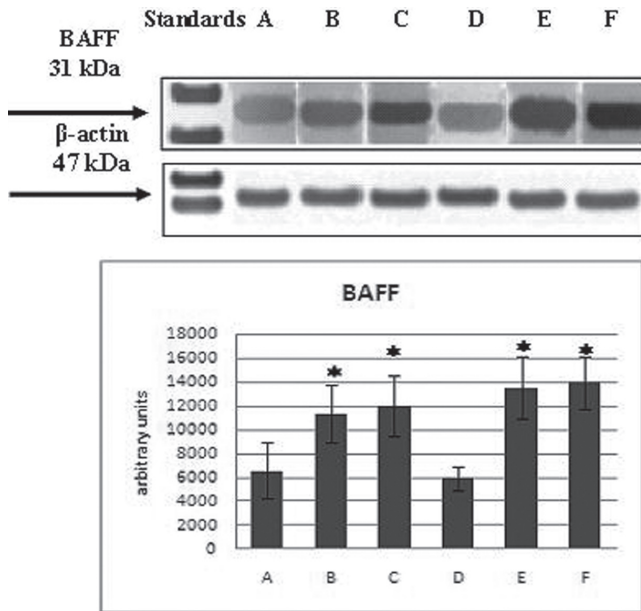 Standards A B C D E F
BAFF
31 kDa
β-actin
47 kDa
BAFF
18000
16000
14000
12000
10000
8000
6000
4000
2000
0
arbitrary units
* * * *
A B C D E F